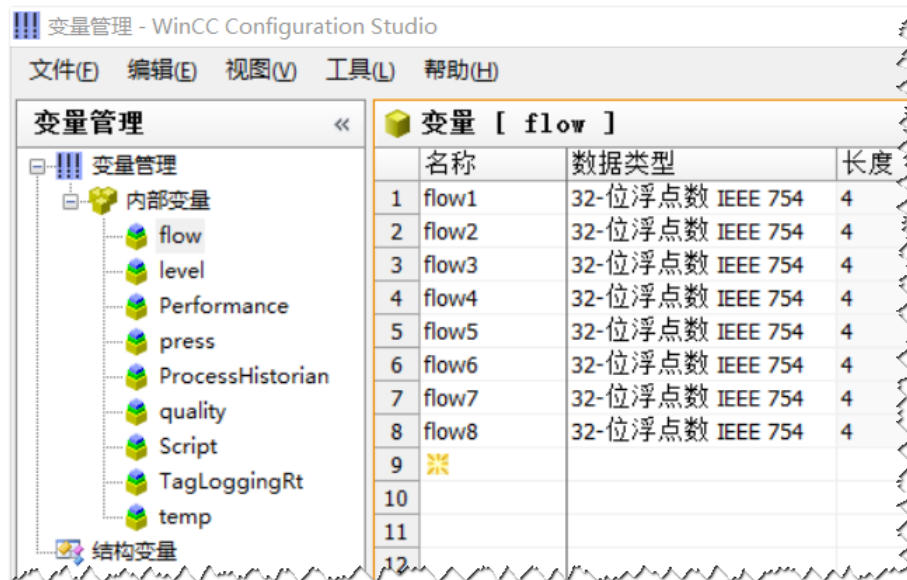 变量管理 - WinCC Configuration Studio
文件(F) 编辑(E) 视图(V) 工具(L) 帮助(H)
变量管理 «
变量管理
内部变量
flow
level
Performance
press
ProcessHistorian
quality
Script
TagLoggingRt
temp
结构变量
变量 [ flow ]
名称 数据类型 长度
1 flow1 32-位浮点数 IEEE 754 4
2 flow2 32-位浮点数 IEEE 754 4
3 flow3 32-位浮点数 IEEE 754 4
4 flow4 32-位浮点数 IEEE 754 4
5 flow5 32-位浮点数 IEEE 754 4
6 flow6 32-位浮点数 IEEE 754 4
7 flow7 32-位浮点数 IEEE 754 4
8 flow8 32-位浮点数 IEEE 754 4
9
10
11
12